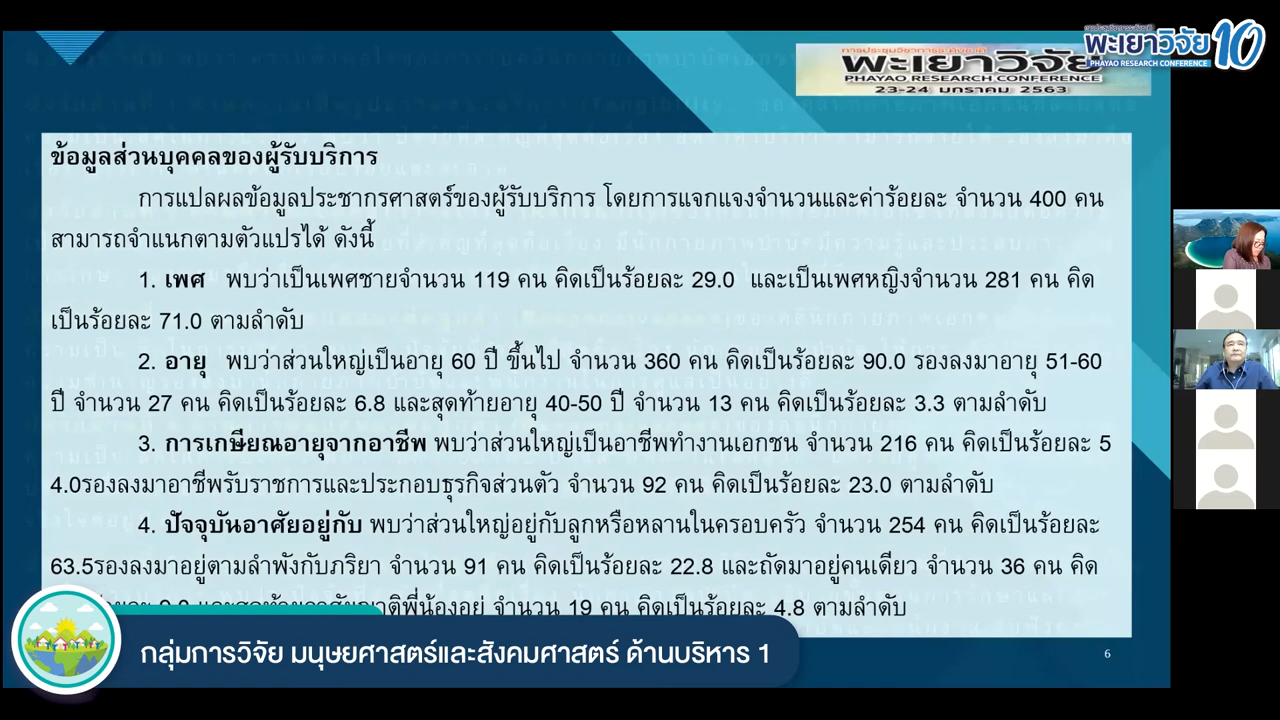 การประชุมวิชาการระดับชาติ
พะเยาวิจัย 10
PHAYAO RESEARCH CONFERENCE
พะเยาวิจัย
PHAYAO RESEARCH CONFERENCE
23-24 มกราคม 2563
ข้อมูลส่วนบุคคลของผู้รับบริการ
การแปลผลข้อมูลประชากรศาสตร์ของผู้รับบริการ โดยการแจกแจงจำนวนและค่าร้อยละ จำนวน 400 คน
สามารถจำแนกตามตัวแปรได้ ดังนี้
1. เพศ พบว่าเป็นเพศชายจำนวน 119 คน คิดเป็นร้อยละ 29.0 และเป็นเพศหญิงจำนวน 281 คน คิด
เป็นร้อยละ 71.0 ตามลำดับ
2. อายุ พบว่าส่วนใหญ่เป็นอายุ 60 ปี ขึ้นไป จำนวน 360 คน คิดเป็นร้อยละ 90.0 รองลงมาอายุ 51-60
ปี จำนวน 27 คน คิดเป็นร้อยละ 6.8 และสุดท้ายอายุ 40-50 ปี จำนวน 13 คน คิดเป็นร้อยละ 3.3 ตามลำดับ
3. การเกษียณอายุจากอาชีพ พบว่าส่วนใหญ่เป็นอาชีพทำงานเอกชน จำนวน 216 คน คิดเป็นร้อยละ 5
4.0รองลงมาอาชีพรับราชการและประกอบธุรกิจส่วนตัว จำนวน 92 คน คิดเป็นร้อยละ 23.0 ตามลำดับ
4. ปัจจุบันอาศัยอยู่กับ พบว่าส่วนใหญ่อยู่กับลูกหรือหลานในครอบครัว จำนวน 254 คน คิดเป็นร้อยละ
63.5รองลงมาอยู่ตามลำพังกับภริยา จำนวน 91 คน คิดเป็นร้อยละ 22.8 และถัดมาอยู่คนเดียว จำนวน 36 คน คิด
จำนวน 19 คน คิดเป็นร้อยละ 4.8 ตามลำดับ
กลุ่มการวิจัย มนุษยศาสตร์และสังคมศาสตร์ ด้านบริหาร 1
6